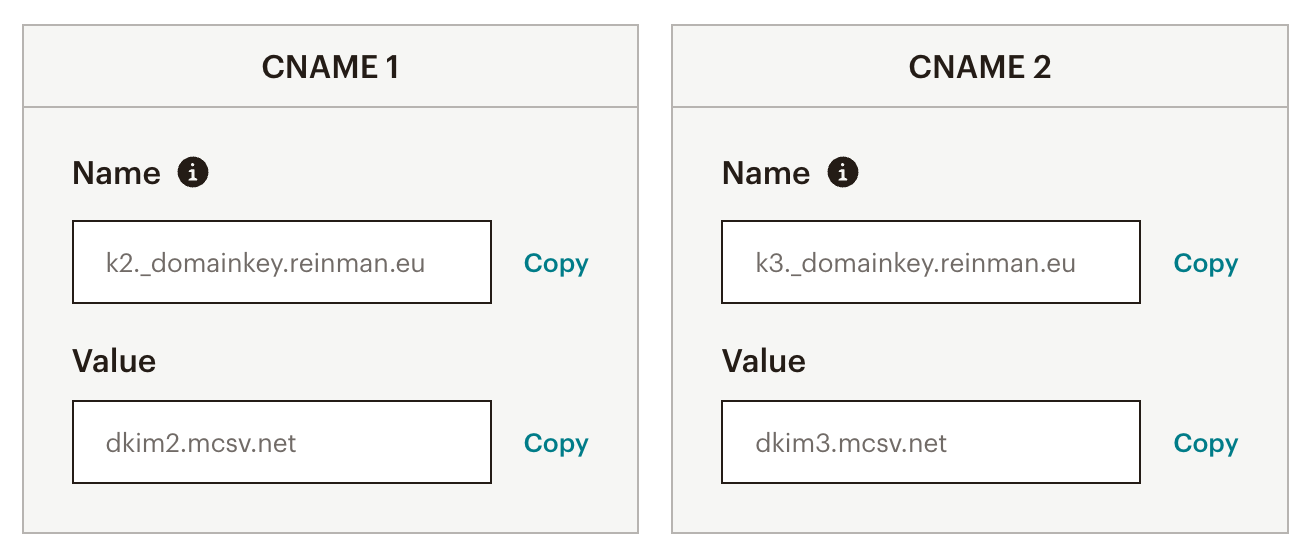 CNAME 1
Name
k2._domainkey.reinman.eu Copy
Value
dkim2.mcsv.net Copy
CNAME 2
Name
k3._domainkey.reinman.eu Copy
Value
dkim3.mcsv.net Copy